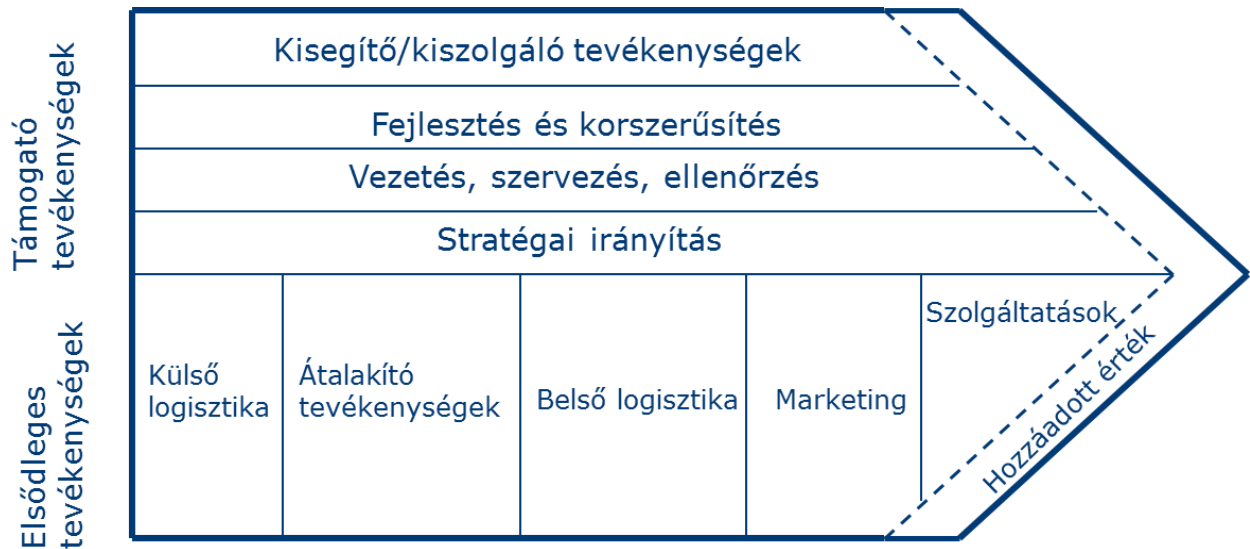 Támogató
tevékenységek
Kisegítő/kiszolgáló tevékenységek
Fejlesztés és korszerűsítés
Vezetés, szervezés, ellenőrzés
Stratégai irányítás
Elsődleges
tevékenységek
Külső
logisztika
Átalakító
tevékenységek
Belső logisztika
Marketing
Szolgáltatások
Hozzáadott érték